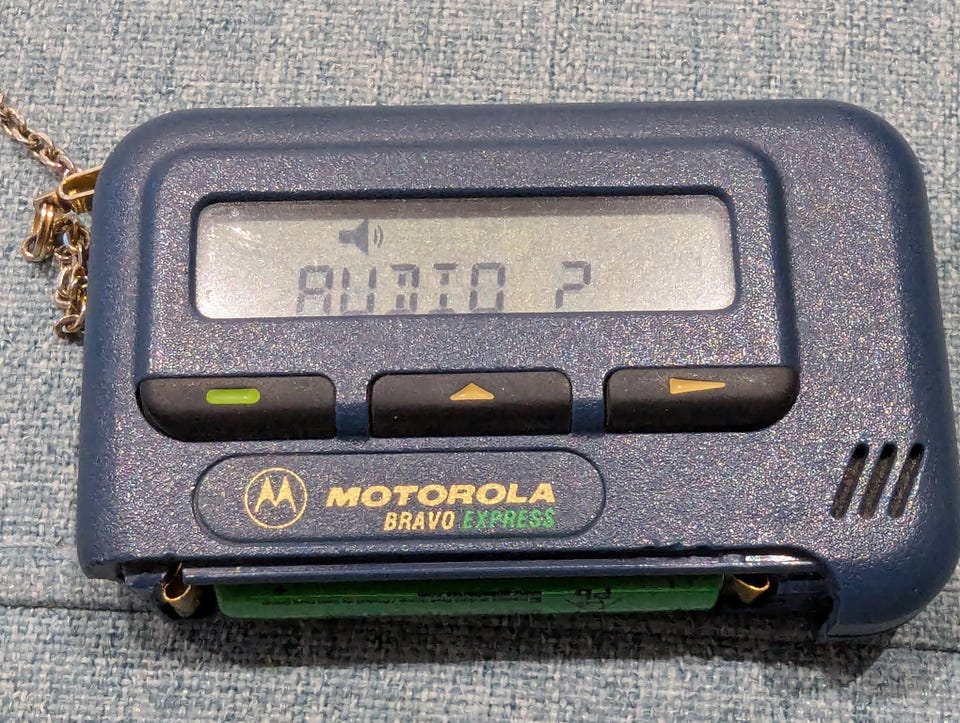 AUDIO ?
MOTOROLA
BRAVO EXPRESS